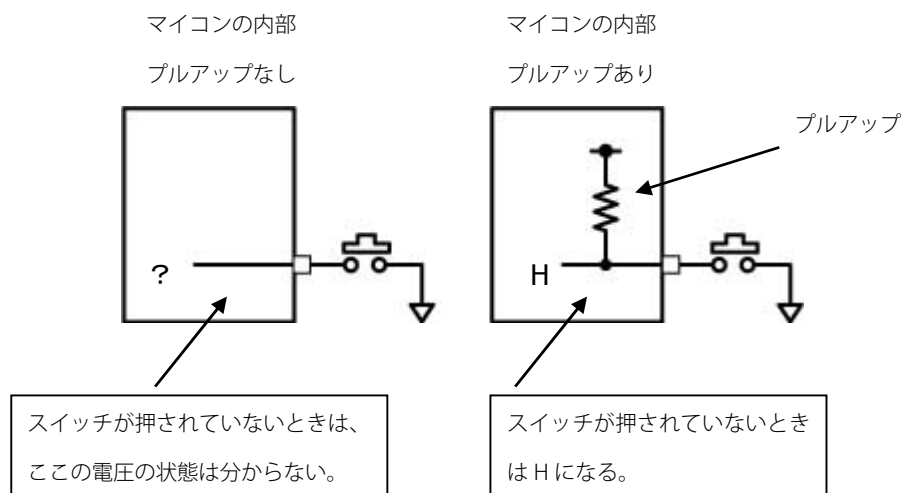 マイコンの内部
プルアップなし
マイコンの内部
プルアップあり
プルアップ
?
H
スイッチが押されていないときは、
ここの電圧の状態は分からない。
スイッチが押されていないとき
は H になる。